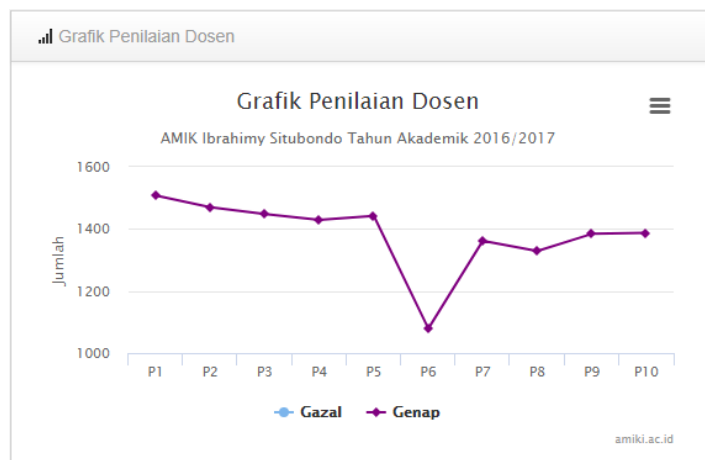 Grafik Penilaian Dosen
Grafik Penilaian Dosen
AMIK Ibrahimy Situbondo Tahun Akademik 2016/2017
Jumlah
1600
1400
1200
1000
P1 P2 P3 P4 P5 P6 P7 P8 P9 P10
Gazal Genap
amiki.ac.id